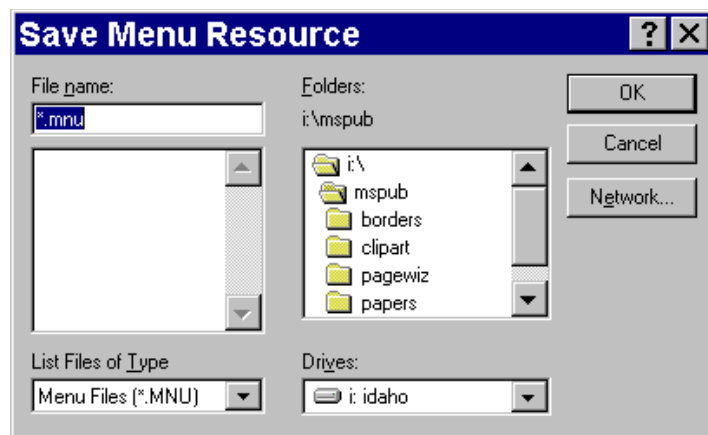 Save Menu Resource
File name:
*.mnu
Folders:
i:\mspub
i:\
mspub
borders
clipart
pagewiz
papers
OK
Cancel
Network...
List Files of Type
Menu Files (*.MNU)
Drives:
i: idaho